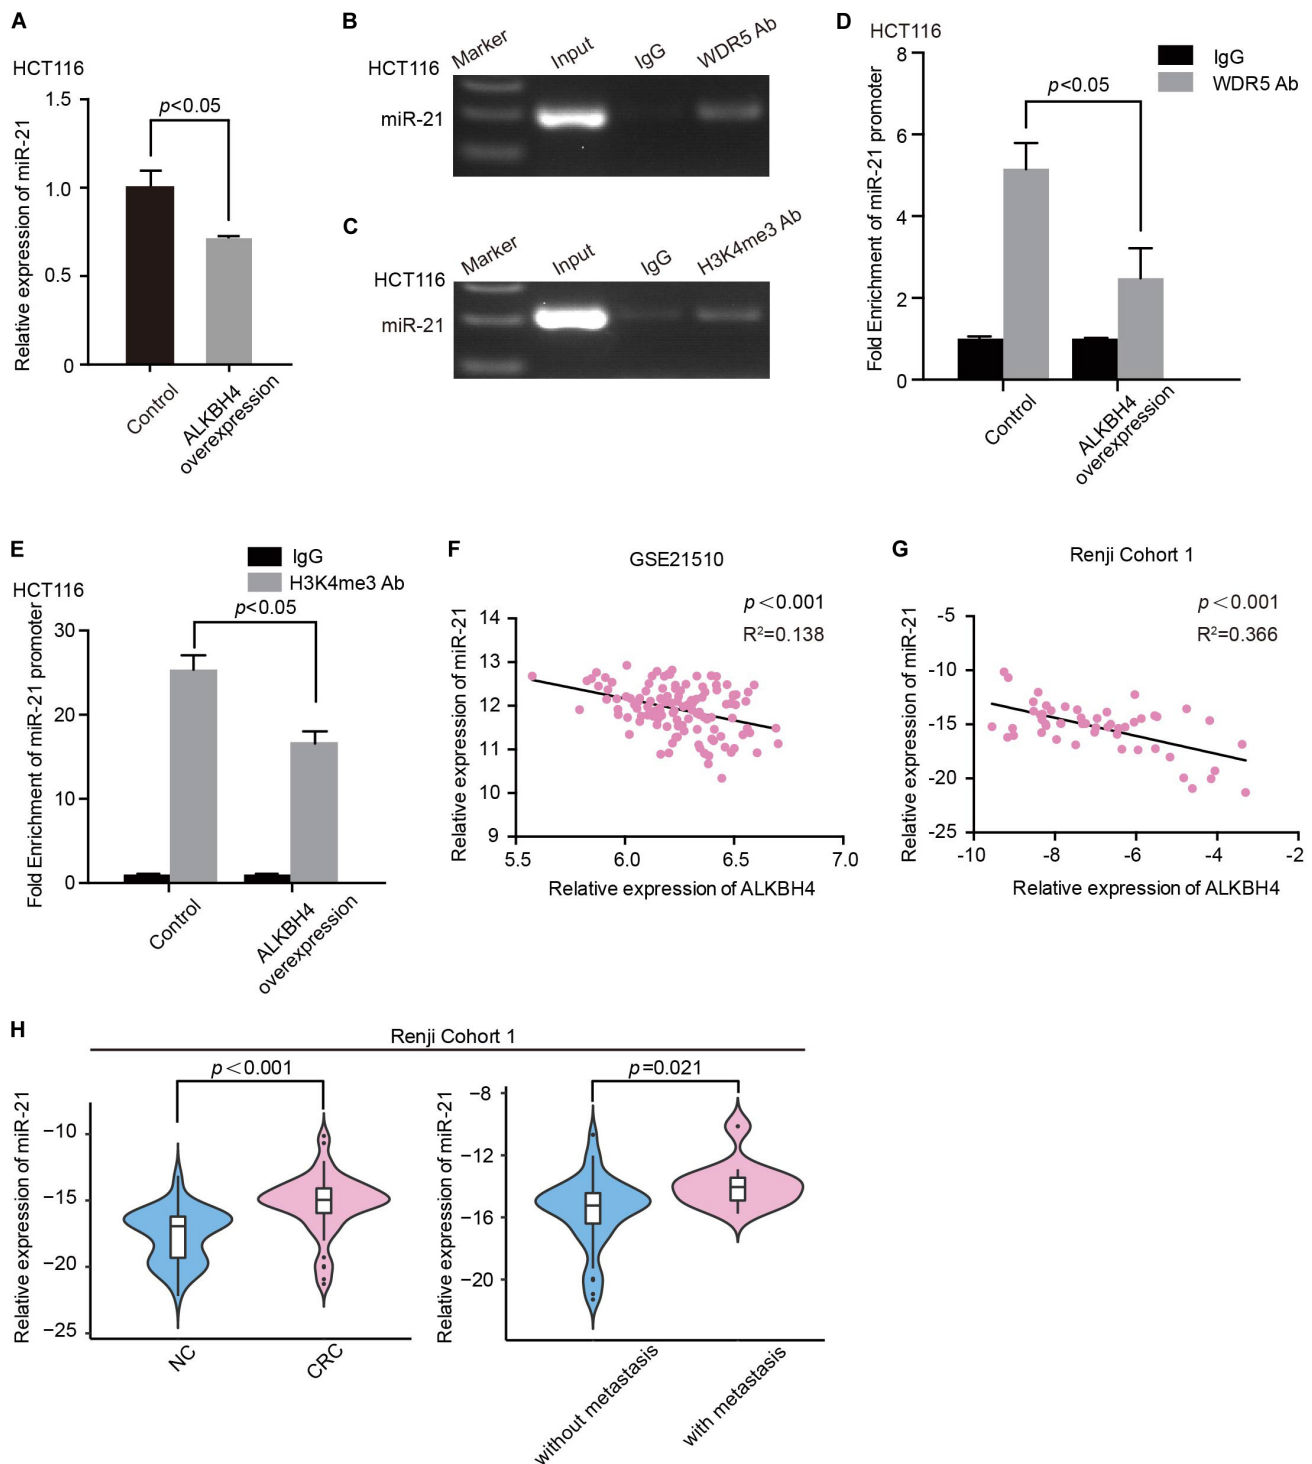 A
HCT116
Relative expression of miR-21
1.5
1.0
0.5
0
p<0.05
Control
ALKBH4
overexpression
B
HCT116
Marker
Input
IgG
WDR5 Ab
miR-21
C
HCT116
Marker
Input
IgG
H3K4me3 Ab
miR-21
D
HCT116
Fold Enrichment of miR-21 promoter
8
6
4
2
0
IgG
WDR5 Ab
p<0.05
Control
ALKBH4
overexpression
E
HCT116
Fold Enrichment of miR-21 promoter
30
20
10
0
IgG
H3K4me3 Ab
p<0.05
Control
ALKBH4
overexpression
F
GSE21510
p<0.001
R²=0.138
Relative expression of miR-21
14
13
12
11
10
9
5.5 6.0 6.5 7.0
Relative expression of ALKBH4
G
Renji Cohort 1
p<0.001
R²=0.366
Relative expression of miR-21
-5
-10
-15
-20
-25
-10 -8 -6 -4 -2
Relative expression of ALKBH4
H
Renji Cohort 1
Relative expression of miR-21
−10
−15
−20
−25
p<0.001
NC
CRC
Relative expression of miR-21
−8
−12
−16
−20
p=0.021
without metastasis
with metastasis